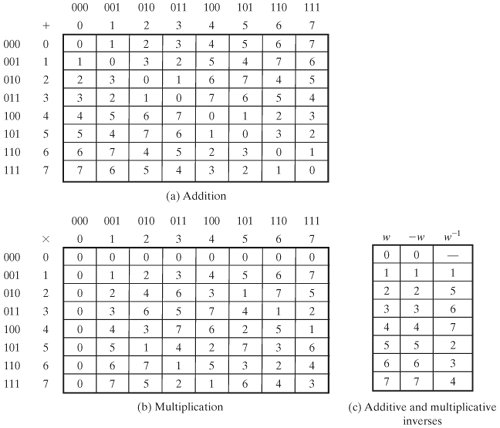 000 001 010 011 100 101 110 111
+ 0 1 2 3 4 5 6 7
000 0 0 1 2 3 4 5 6 7
001 1 1 0 3 2 5 4 7 6
010 2 2 3 0 1 6 7 4 5
011 3 3 2 1 0 7 6 5 4
100 4 4 5 6 7 0 1 2 3
101 5 5 4 7 6 1 0 3 2
110 6 6 7 4 5 2 3 0 1
111 7 7 6 5 4 3 2 1 0
(a) Addition
000 001 010 011 100 101 110 111
× 0 1 2 3 4 5 6 7
000 0 0 0 0 0 0 0 0 0
001 1 0 1 2 3 4 5 6 7
010 2 0 2 4 6 3 1 7 5
011 3 0 3 6 5 7 4 1 2
100 4 0 4 3 7 6 2 5 1
101 5 0 5 1 4 2 7 3 6
110 6 0 6 7 1 5 3 2 4
111 7 0 7 5 2 1 6 4 3
(b) Multiplication
w −w w⁻¹
0 0 —
1 1 1
2 2 5
3 3 6
4 4 7
5 5 2
6 6 3
7 7 4
(c) Additive and multiplicative
inverses